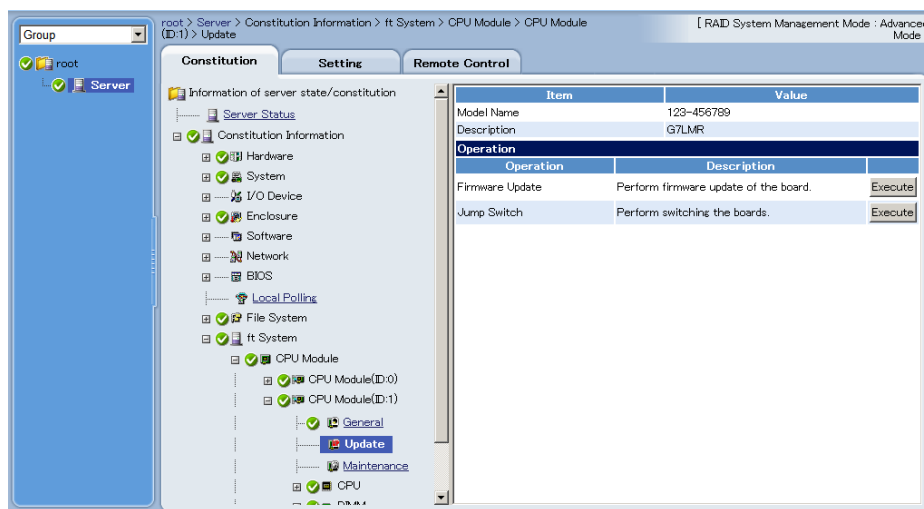 root > Server > Constitution Information > ft System > CPU Module > CPU Module
(ID:1) > Update
[ RAID System Management Mode : Advanced
Mode
Group
root
Server
Constitution
Setting
Remote Control
Information of server state/constitution
Server Status
Constitution Information
Hardware
System
I/O Device
Enclosure
Software
Network
BIOS
Local Polling
File System
ft System
CPU Module
CPU Module(ID:0)
CPU Module(ID:1)
General
Update
Maintenance
CPU
DIMM
Item Value
Model Name 123-456789
Description G7LMR
Operation
Operation Description
Firmware Update Perform firmware update of the board. Execute
Jump Switch Perform switching the boards. Execute